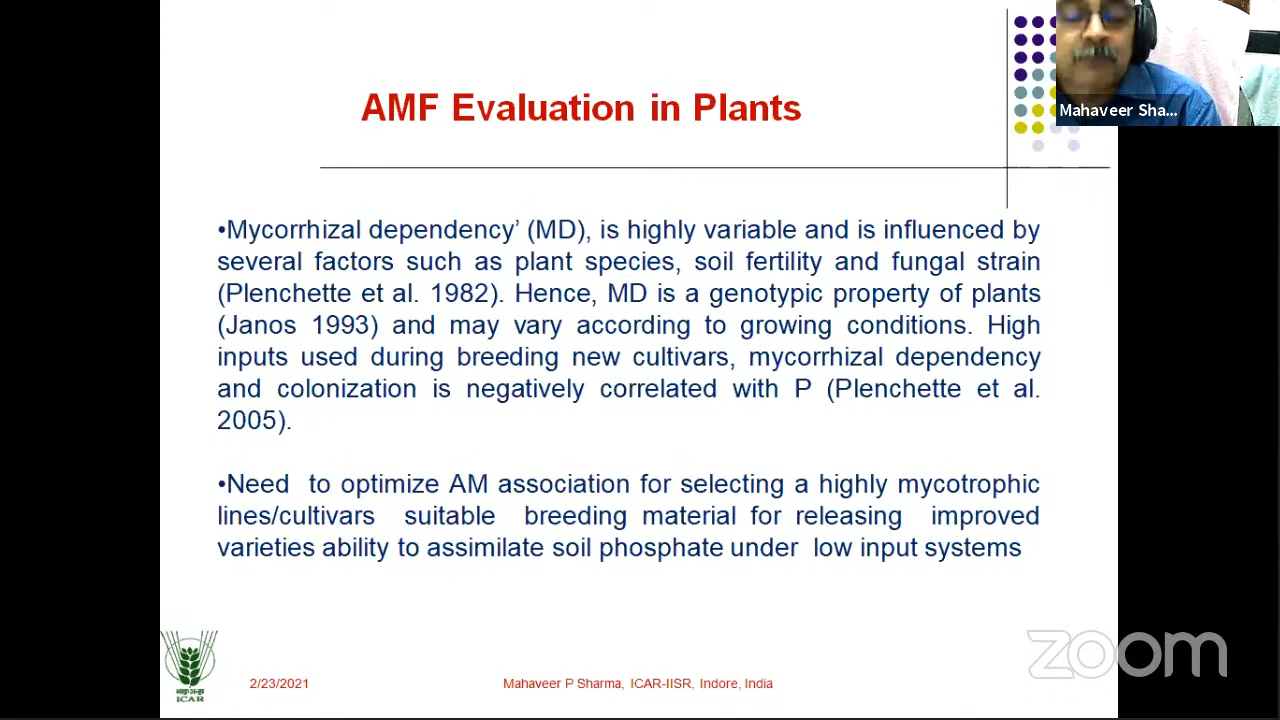 AMF Evaluation in Plants
Mahaveer Sha...
•Mycorrhizal dependency’ (MD), is highly variable and is influenced by
several factors such as plant species, soil fertility and fungal strain
(Plenchette et al. 1982). Hence, MD is a genotypic property of plants
(Janos 1993) and may vary according to growing conditions. High
inputs used during breeding new cultivars, mycorrhizal dependency
and colonization is negatively correlated with P (Plenchette et al.
2005).
•Need to optimize AM association for selecting a highly mycotrophic
lines/cultivars suitable breeding material for releasing improved
varieties ability to assimilate soil phosphate under low input systems
ICAR
2/23/2021
Mahaveer P Sharma, ICAR-IISR, Indore, India
zoom